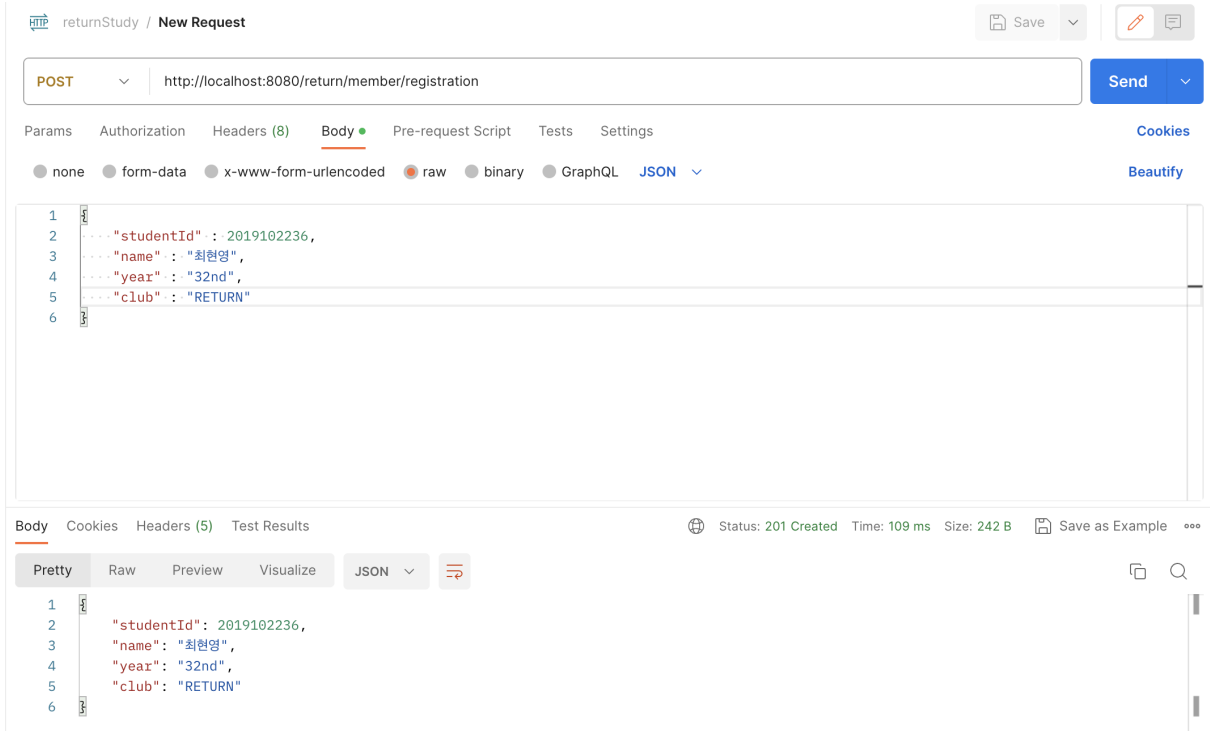 HTTP returnStudy / New Request Save
POST http://localhost:8080/return/member/registration Send
Params Authorization Headers (8) Body Pre-request Script Tests Settings Cookies
none form-data x-www-form-urlencoded raw binary GraphQL JSON Beautify
1 {
2 ····"studentId"·:·2019102236,
3 ····"name"·:·"최현영",
4 ····"year"·:·"32nd",
5 ····"club"·:·"RETURN"
6 }
Body Cookies Headers (5) Test Results Status: 201 Created Time: 109 ms Size: 242 B Save as Example
Pretty Raw Preview Visualize JSON
1 {
2 "studentId": 2019102236,
3 "name": "최현영",
4 "year": "32nd",
5 "club": "RETURN"
6 }